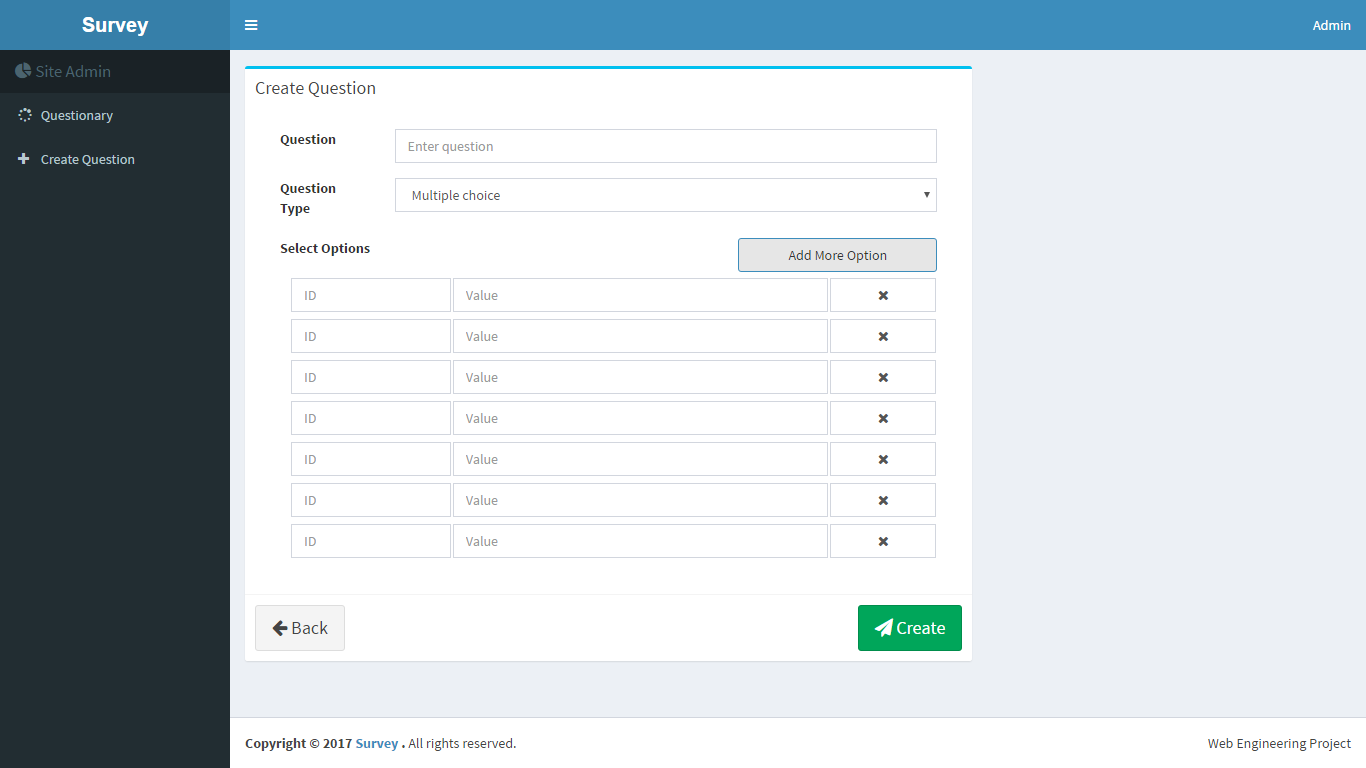 Survey
Admin
Site Admin
Questionary
Create Question
Create Question
Question
Enter question
Question
Type
Multiple choice
Select Options
Add More Option
ID Value
ID Value
ID Value
ID Value
ID Value
ID Value
ID Value
Back
Create
Copyright © 2017 Survey . All rights reserved.
Web Engineering Project